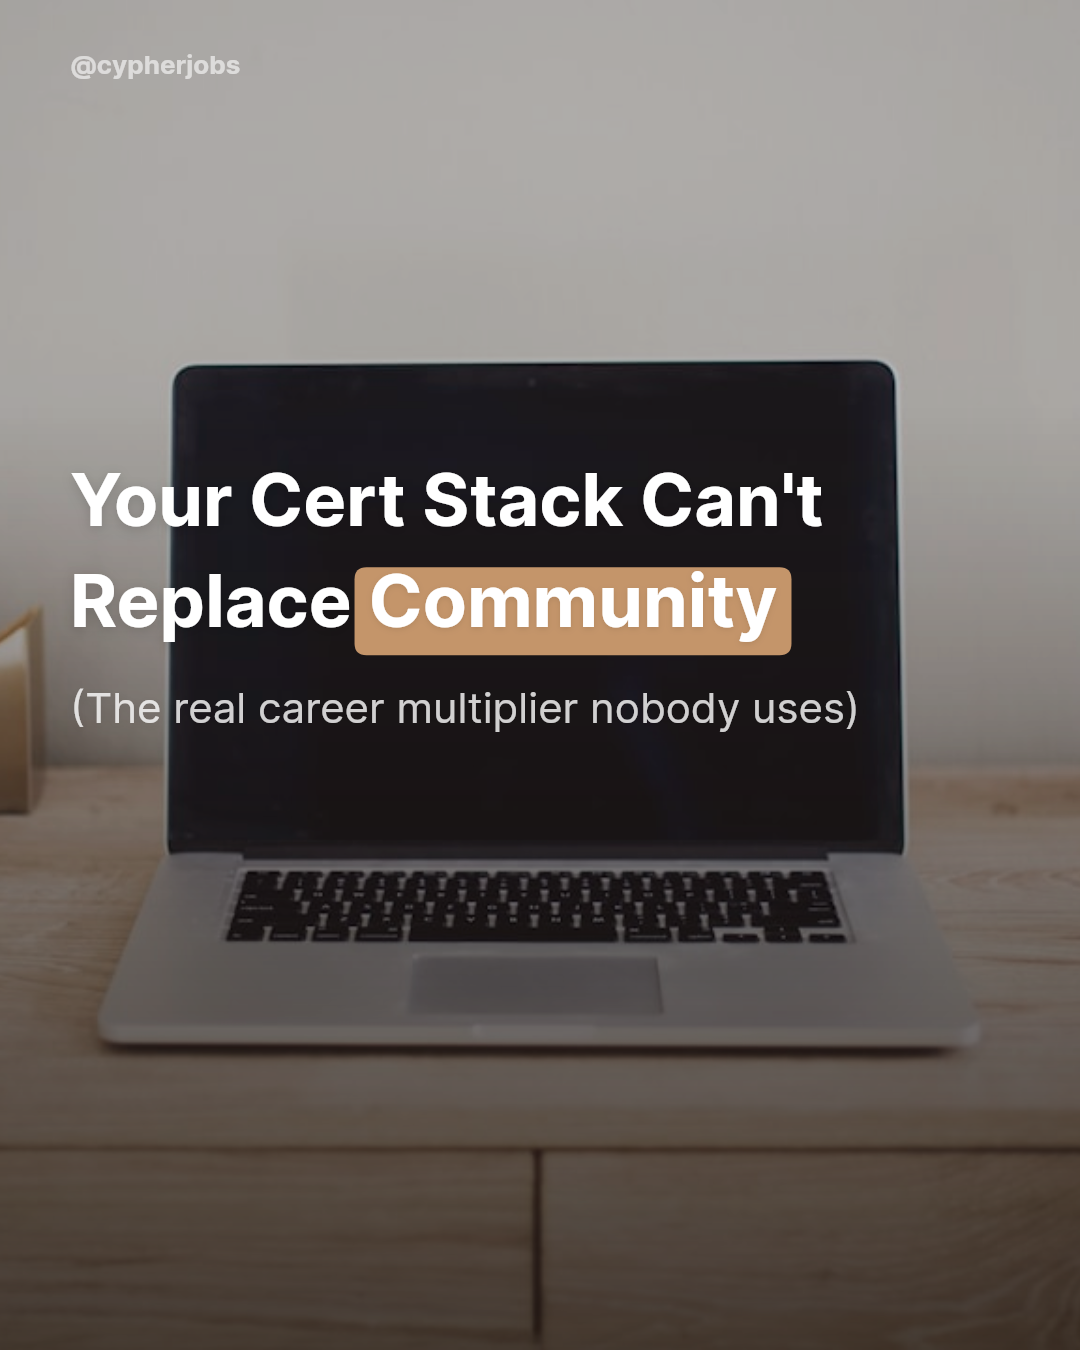 @cypherjobs
Your Cert Stack Can't
Replace Community
(The real career multiplier nobody uses)